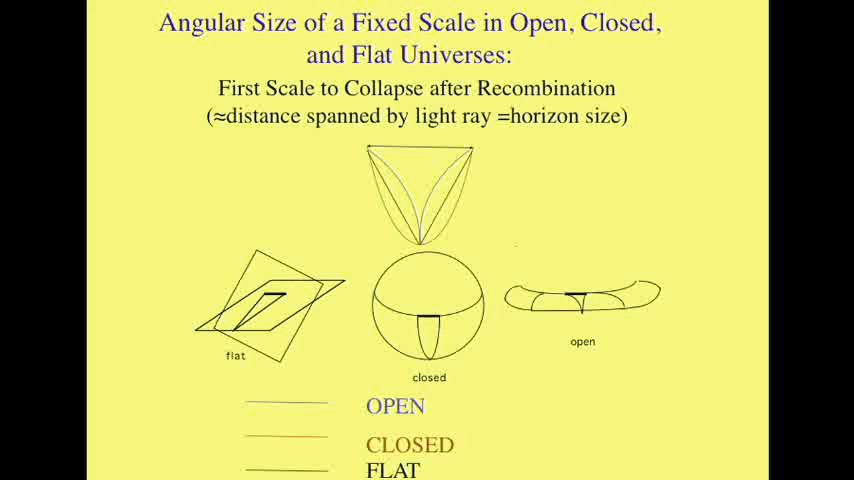 Angular Size of a Fixed Scale in Open, Closed,
and Flat Universes:
First Scale to Collapse after Recombination
(≈distance spanned by light ray =horizon size)
flat
closed
open
OPEN
CLOSED
FLAT